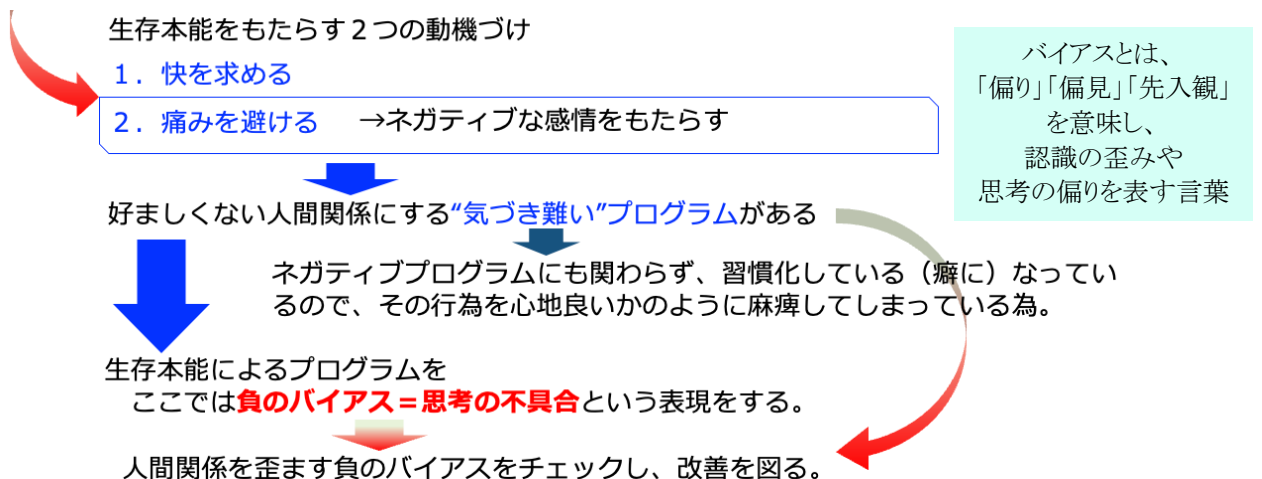 生存本能をもたらす２つの動機づけ
１．快を求める
２．痛みを避ける　→ネガティブな感情をもたらす
バイアスとは、
「偏り」「偏見」「先入観」
を意味し、
認識の歪みや
思考の偏りを表す言葉
好ましくない人間関係にする“気づき難い”プログラムがある
ネガティブプログラムにも関わらず、習慣化している（癖に）なってい
るので、その行為を心地良いかのように麻痺してしまっている為。
生存本能によるプログラムを
ここでは負のバイアス＝思考の不具合という表現をする。
人間関係を歪ます負のバイアスをチェックし、改善を図る。